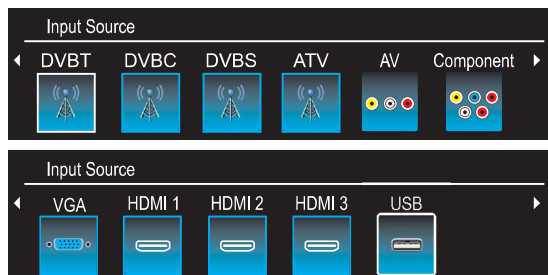 Input Source
DVBT DVBC DVBS ATV AV Component
Input Source
VGA HDMI 1 HDMI 2 HDMI 3 USB